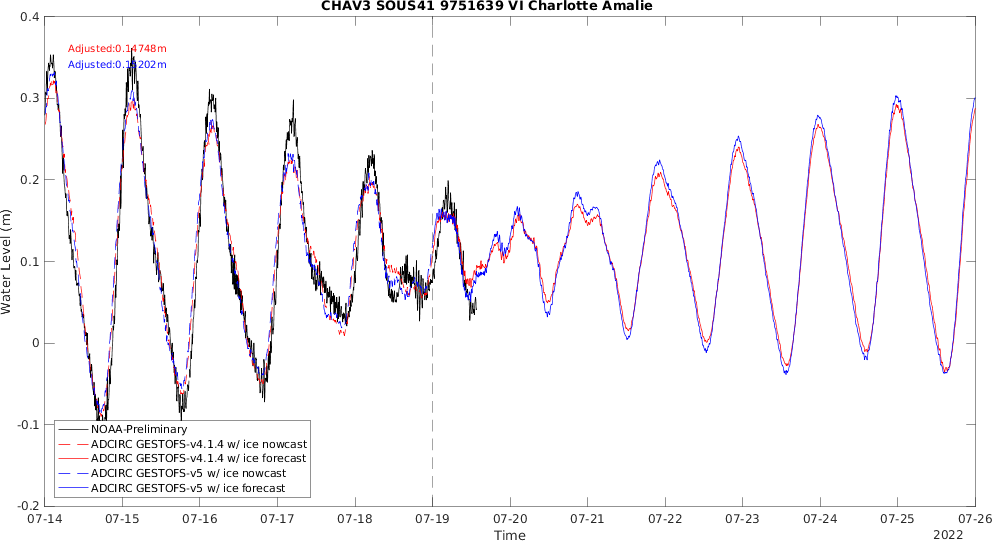 CHAV3 SOUS41 9751639 VI Charlotte Amalie
Adjusted:0.14748m
Water Level (m)
0.4
0.3
0.2
0.1
0
-0.1
-0.2
NOAA-Preliminary
ADCIRC GESTOFS-v4.1.4 w/ ice nowcast
ADCIRC GESTOFS-v4.1.4 w/ ice forecast
ADCIRC GESTOFS-v5 w/ ice nowcast
ADCIRC GESTOFS-v5 w/ ice forecast
07-14 07-15 07-16 07-17 07-18 07-19 07-20 07-21 07-22 07-23 07-24 07-25 07-26
Time
2022